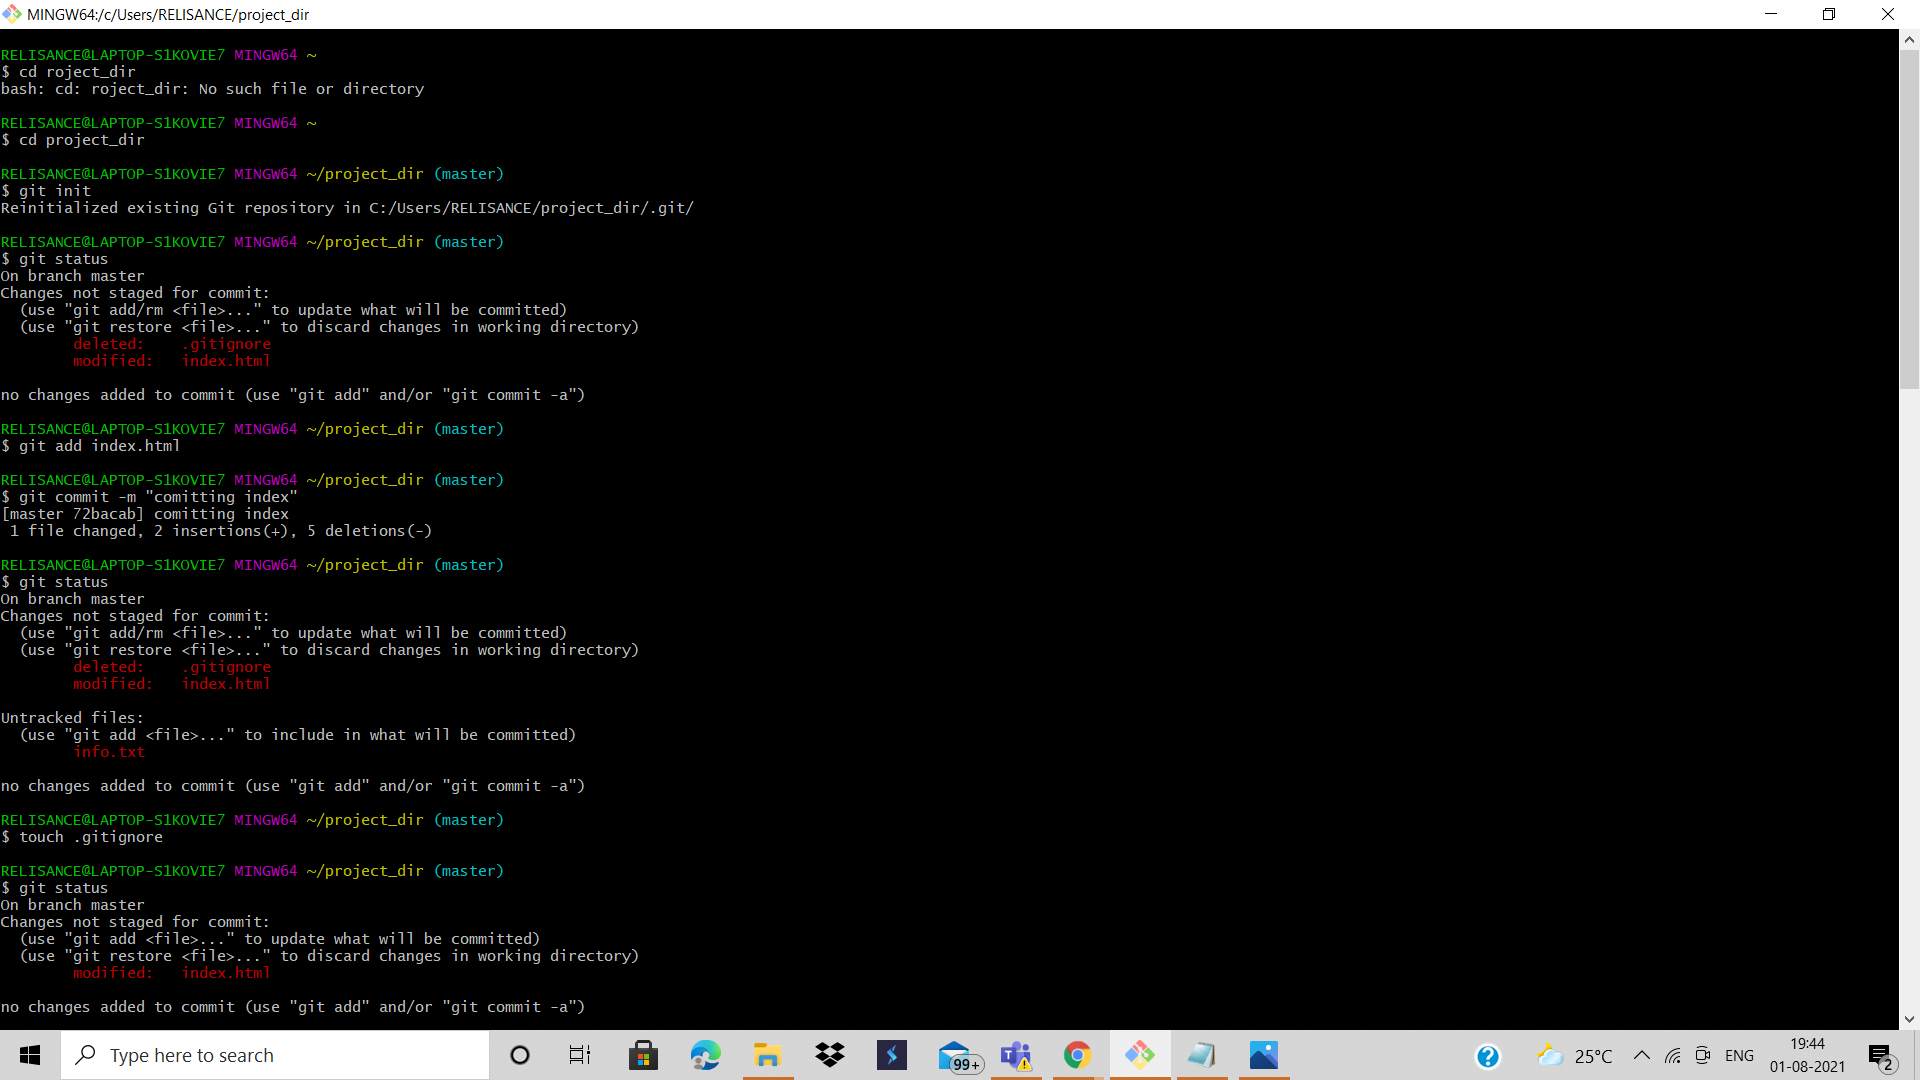 MINGW64:/c/Users/RELISANCE/project_dir
RELISANCE@LAPTOP-S1KOVIE7 MINGW64 ~
$ cd roject_dir
bash: cd: roject_dir: No such file or directory
RELISANCE@LAPTOP-S1KOVIE7 MINGW64 ~
$ cd project_dir
RELISANCE@LAPTOP-S1KOVIE7 MINGW64 ~/project_dir (master)
$ git init
Reinitialized existing Git repository in C:/Users/RELISANCE/project_dir/.git/
RELISANCE@LAPTOP-S1KOVIE7 MINGW64 ~/project_dir (master)
$ git status
On branch master
Changes not staged for commit:
  (use "git add/rm <file>..." to update what will be committed)
  (use "git restore <file>..." to discard changes in working directory)
        deleted:    .gitignore
        modified:   index.html
no changes added to commit (use "git add" and/or "git commit -a")
RELISANCE@LAPTOP-S1KOVIE7 MINGW64 ~/project_dir (master)
$ git add index.html
RELISANCE@LAPTOP-S1KOVIE7 MINGW64 ~/project_dir (master)
$ git commit -m "comitting index"
[master 72bacab] comitting index
 1 file changed, 2 insertions(+), 5 deletions(-)
RELISANCE@LAPTOP-S1KOVIE7 MINGW64 ~/project_dir (master)
$ git status
On branch master
Changes not staged for commit:
  (use "git add/rm <file>..." to update what will be committed)
  (use "git restore <file>..." to discard changes in working directory)
        deleted:    .gitignore
        modified:   index.html
Untracked files:
  (use "git add <file>..." to include in what will be committed)
        info.txt
no changes added to commit (use "git add" and/or "git commit -a")
RELISANCE@LAPTOP-S1KOVIE7 MINGW64 ~/project_dir (master)
$ touch .gitignore
RELISANCE@LAPTOP-S1KOVIE7 MINGW64 ~/project_dir (master)
$ git status
On branch master
Changes not staged for commit:
  (use "git add <file>..." to update what will be committed)
  (use "git restore <file>..." to discard changes in working directory)
        modified:   index.html
no changes added to commit (use "git add" and/or "git commit -a")
Type here to search
99+
T
25°C
ENG
19:44
01-08-2021
2